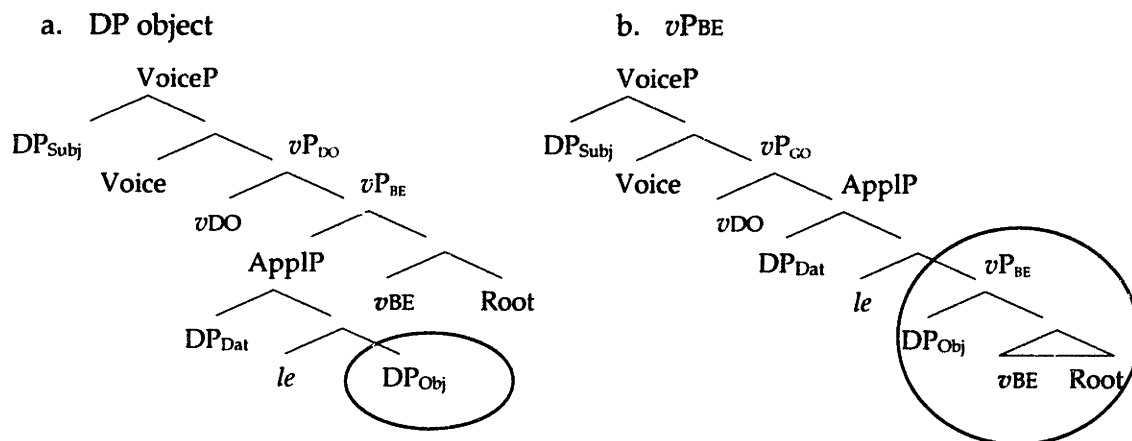 a. DP object b. vPBE
VoiceP VoiceP
DPSubj vPDO DPSubj vPGO
Voice vPBE Voice ApplP
vDO vDO
ApplP DPDat vPBE
vBE Root le
DPDat DPObj
le DPObj vBE Root